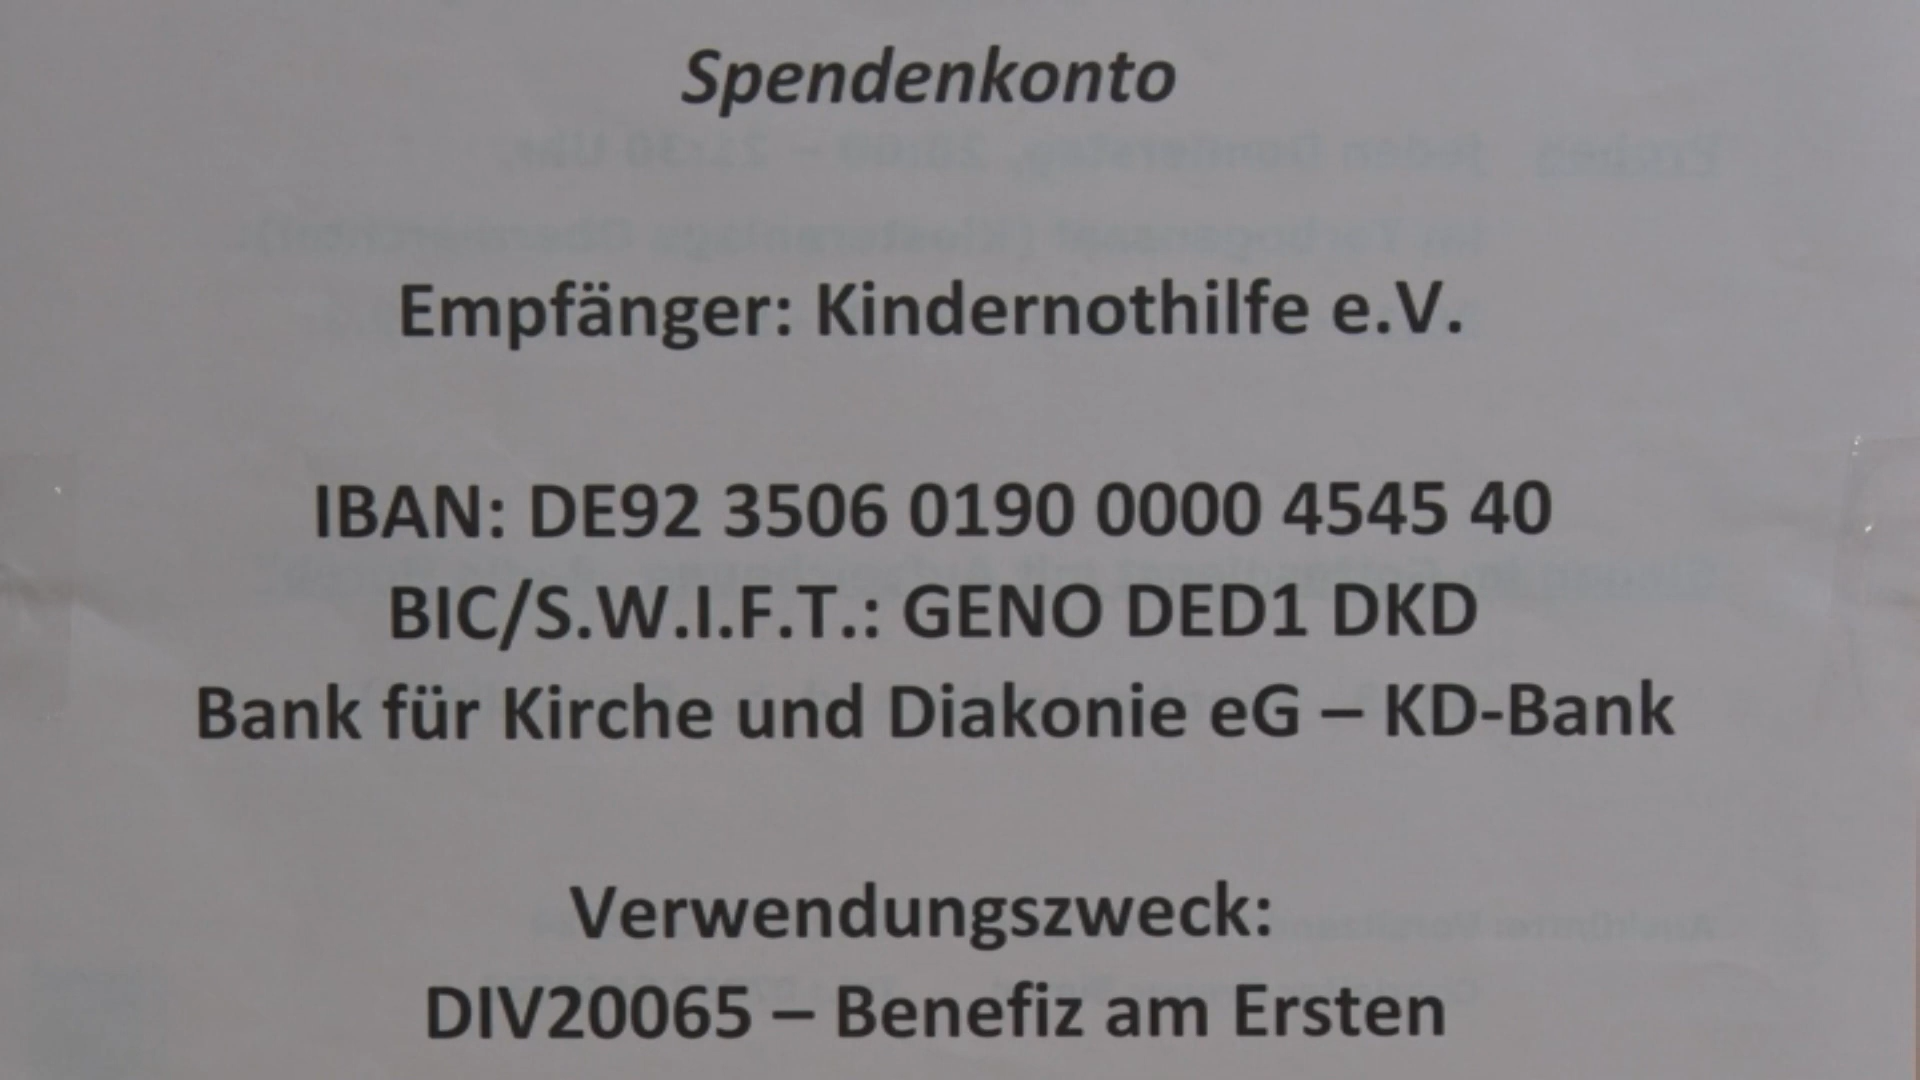 Spendenkonto
Empfänger: Kindernothilfe e.V.
IBAN: DE92 3506 0190 0000 4545 40
BIC/S.W.I.F.T.: GENO DED1 DKD
Bank für Kirche und Diakonie eG – KD-Bank
Verwendungszweck:
DIV20065 – Benefiz am Ersten